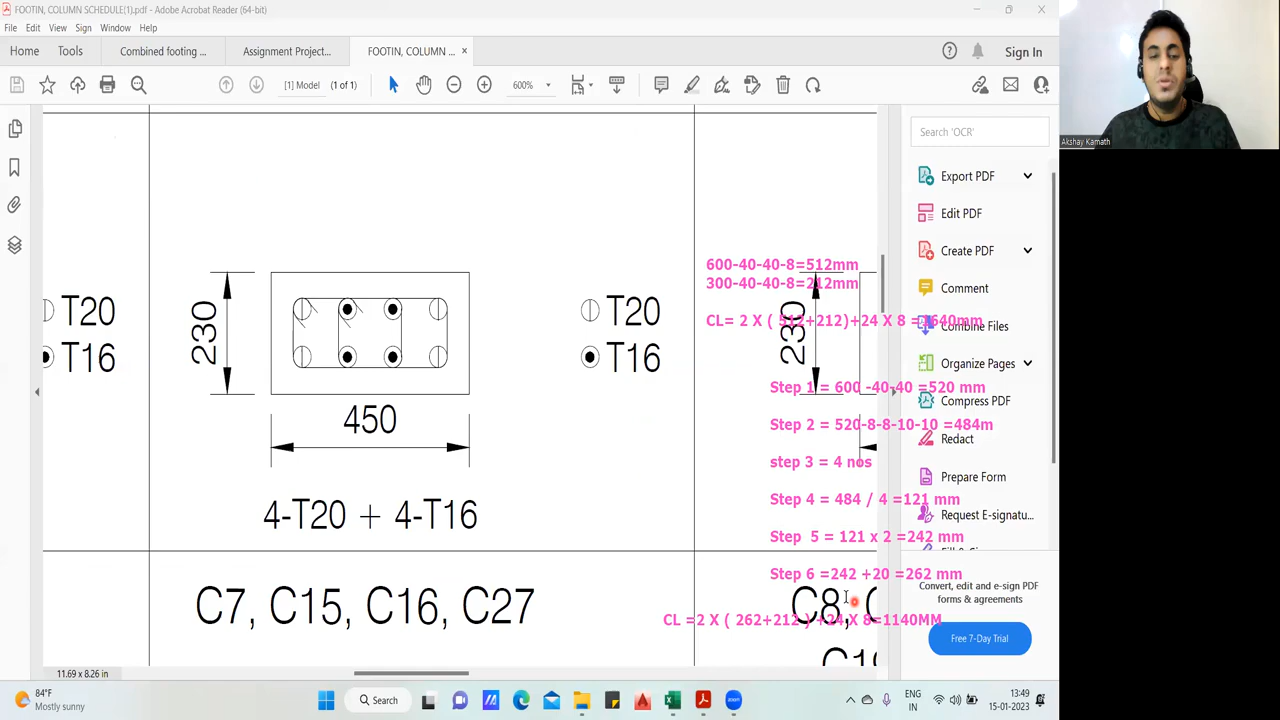 FOOTIN, COLUMN SCHEDULE(1).pdf - Adobe Acrobat Reader (64-bit)
File Edit View Sign Window Help
Home Tools Combined footing ... Assignment Project... FOOTIN, COLUMN ... × Sign In
[1] Model (1 of 1) 600%
Akshay Kamath
Search 'OCR'
Export PDF
Edit PDF
Create PDF
Comment
Combine Files
Organize Pages
Compress PDF
Redact
Prepare Form
Request E-signatu...
Convert, edit and e-sign PDF
forms & agreements
Free 7-Day Trial
T20
T16
230
450
4-T20 + 4-T16
C7, C15, C16, C27
T20
T16
230
C8,
600-40-40-8=512mm
300-40-40-8=212mm
CL= 2 X ( 512+212)+24 X 8 =1640mm
Step 1 = 600 -40-40 =520 mm
Step 2 = 520-8-8-10-10 =484m
step 3 = 4 nos
Step 4 = 484 / 4 =121 mm
Step 5 = 121 x 2 =242 mm
Step 6 =242 +20 =262 mm
CL =2 X ( 262+212 ) +24 X 8=1140MM
11.69 x 8.26 in
84°F
Mostly sunny
Search
ENG
IN
13:49
15-01-2023